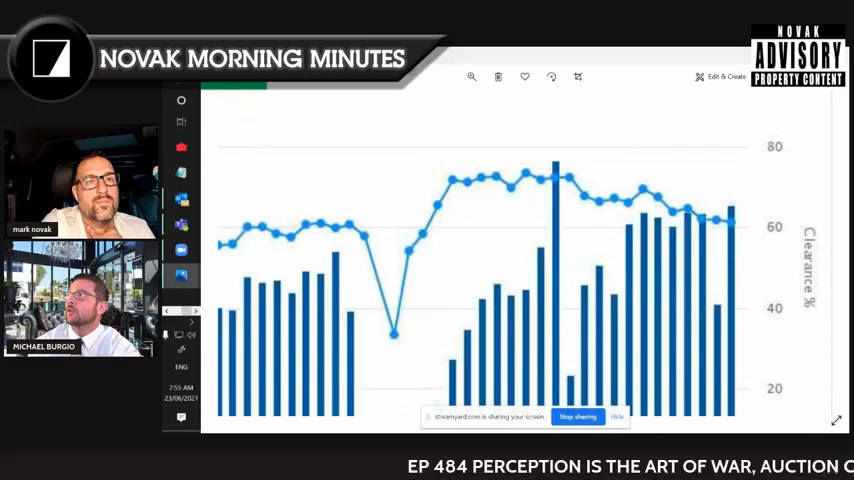 NOVAK MORNING MINUTES
NOVAK
ADVISORY
PROPERTY CONTENT
Edit & Create
mark novak
MICHAEL BURGIO
80
60
40
20
Clearance %
ENG
7:55 AM
23/06/2021
streamyard.com is sharing your screen.
Stop sharing
Hide
EP 484 PERCEPTION IS THE ART OF WAR, AUCTION C